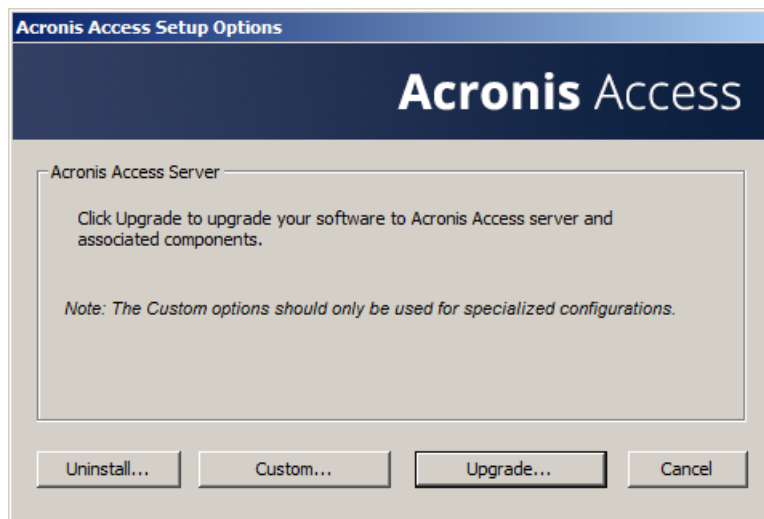 Acronis Access Setup Options
Acronis Access
Acronis Access Server
Click Upgrade to upgrade your software to Acronis Access server and
associated components.
Note: The Custom options should only be used for specialized configurations.
Uninstall...
Custom...
Upgrade...
Cancel